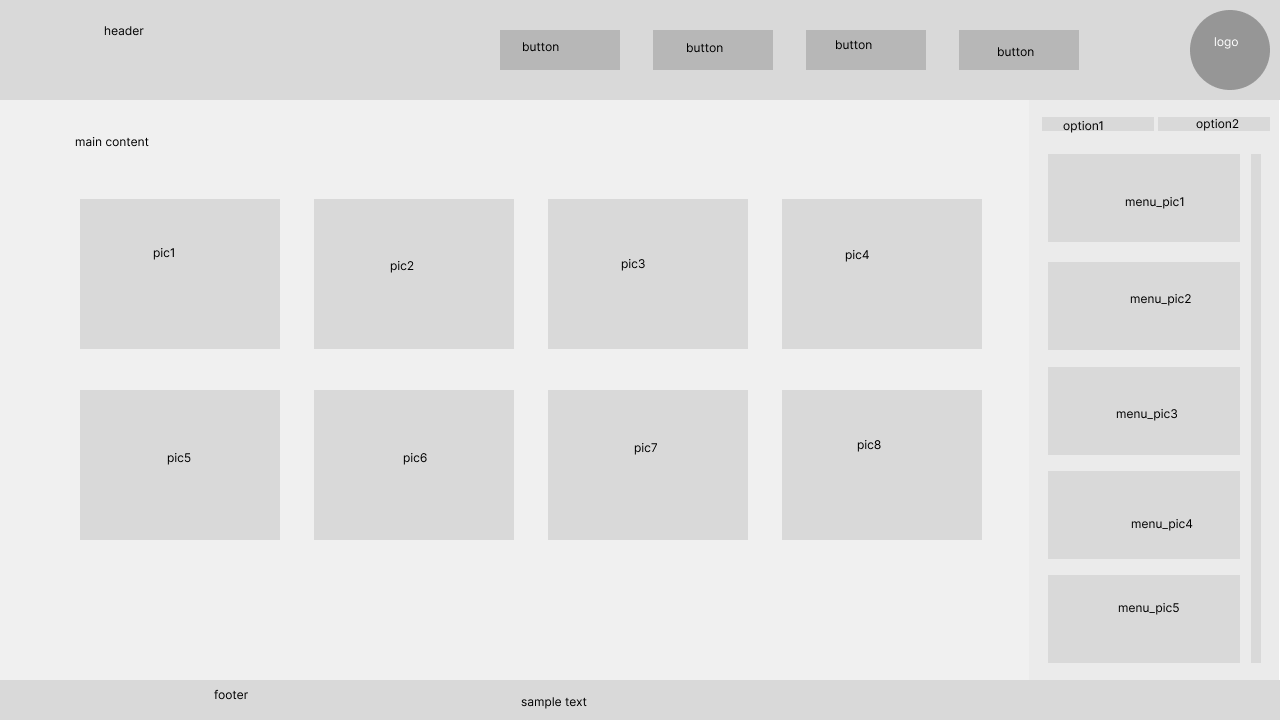 header
button
button
button
button
logo
main content
pic1
pic2
pic3
pic4
pic5
pic6
pic7
pic8
option1
option2
menu_pic1
menu_pic2
menu_pic3
menu_pic4
menu_pic5
footer
sample text